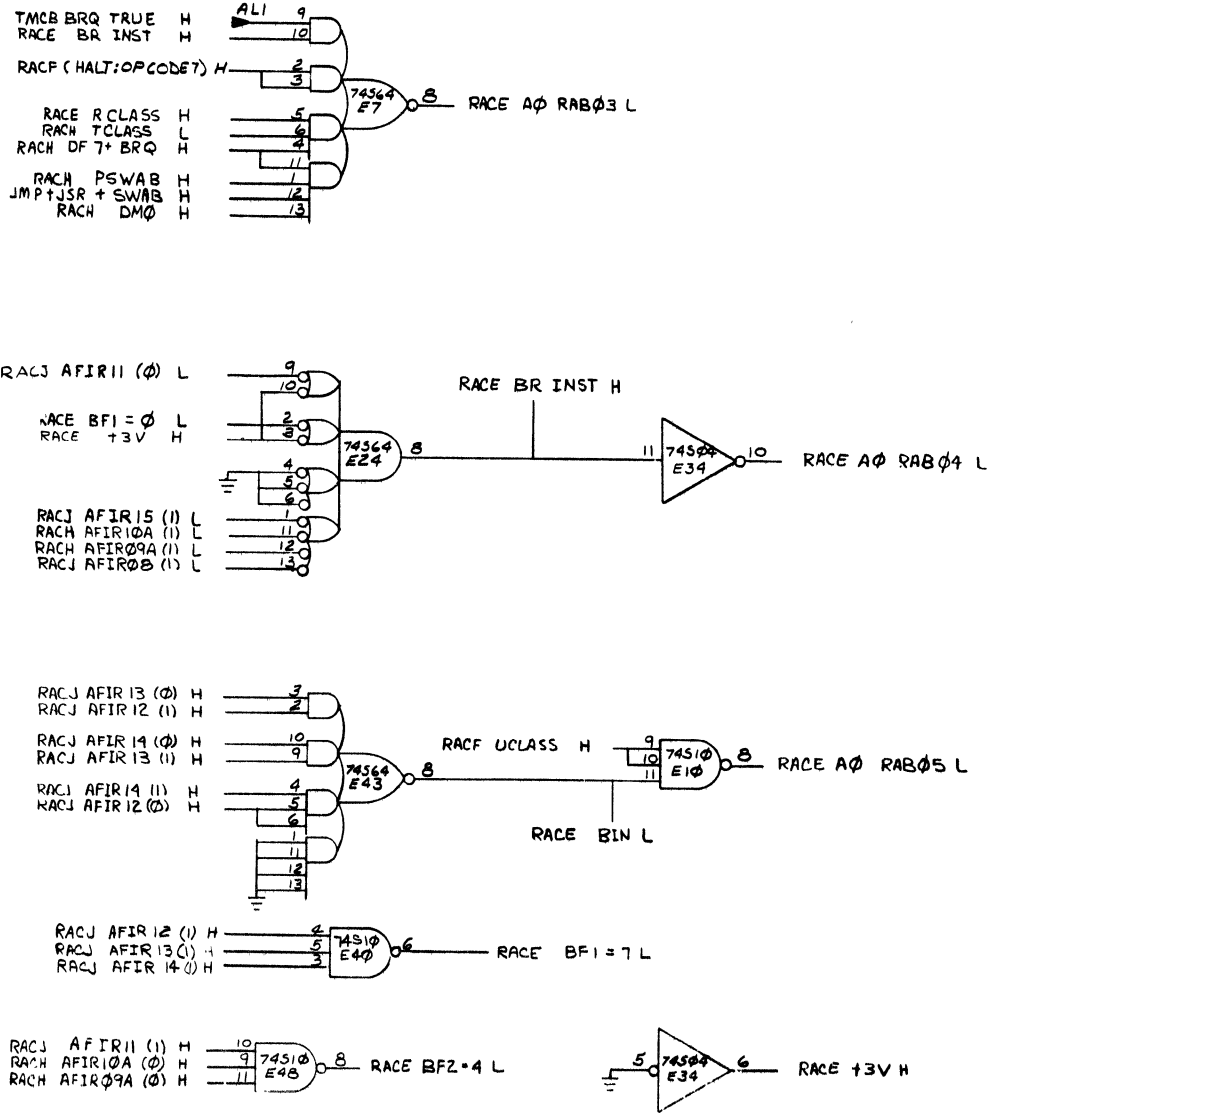 TMCB BRQ TRUE H AL1 9
RACE BR INST H 10
RACF (HALT:OPCODE7) H 2
3
74S64
E7
8 RACE AØ RABØ3 L
RACE RCLASS H 5
RACH TCLASS L 6
RACH DF 7+ BRQ H 4
11
RACH PSWAB H 1
JMP+JSR + SWAB H 12
RACH DMØ H 13
RACJ AFIR11 (Ø) L 9
10
RACE BF1=Ø L 2
RACE +3V H 3
4
5
6
74S64
E24
8
RACE BR INST H
11 74SØ4 10
E34
RACE AØ RABØ4 L
RACJ AFIR15 (1) L 1
RACH AFIR1ØA (1) L 11
RACH AFIRØ9A (1) L 12
RACJ AFIRØ8 (1) L 13
RACJ AFIR 13 (Ø) H 3
RACJ AFIR 12 (1) H 2
RACJ AFIR 14 (Ø) H 10
RACJ AFIR 13 (1) H 9
RACJ AFIR 14 (1) H 4
RACJ AFIR 12 (Ø) H 5
6
1
11
12
13
74S64
E43
8
RACF UCLASS H 9
10
11
74S1Ø
E1Ø
8 RACE AØ RABØ5 L
RACE BIN L
RACJ AFIR 12 (1) H 4
RACJ AFIR 13 (1) H 5
RACJ AFIR 14 (1) H 3
74S1Ø
E4Ø
6 RACE BF1=7 L
RACJ AFIR11 (1) H 10
RACH AFIR1ØA (Ø) H 9
RACH AFIRØ9A (Ø) H 11
74S1Ø
E48
8 RACE BF2=4 L
5 74SØ4 6
E34
RACE +3V H